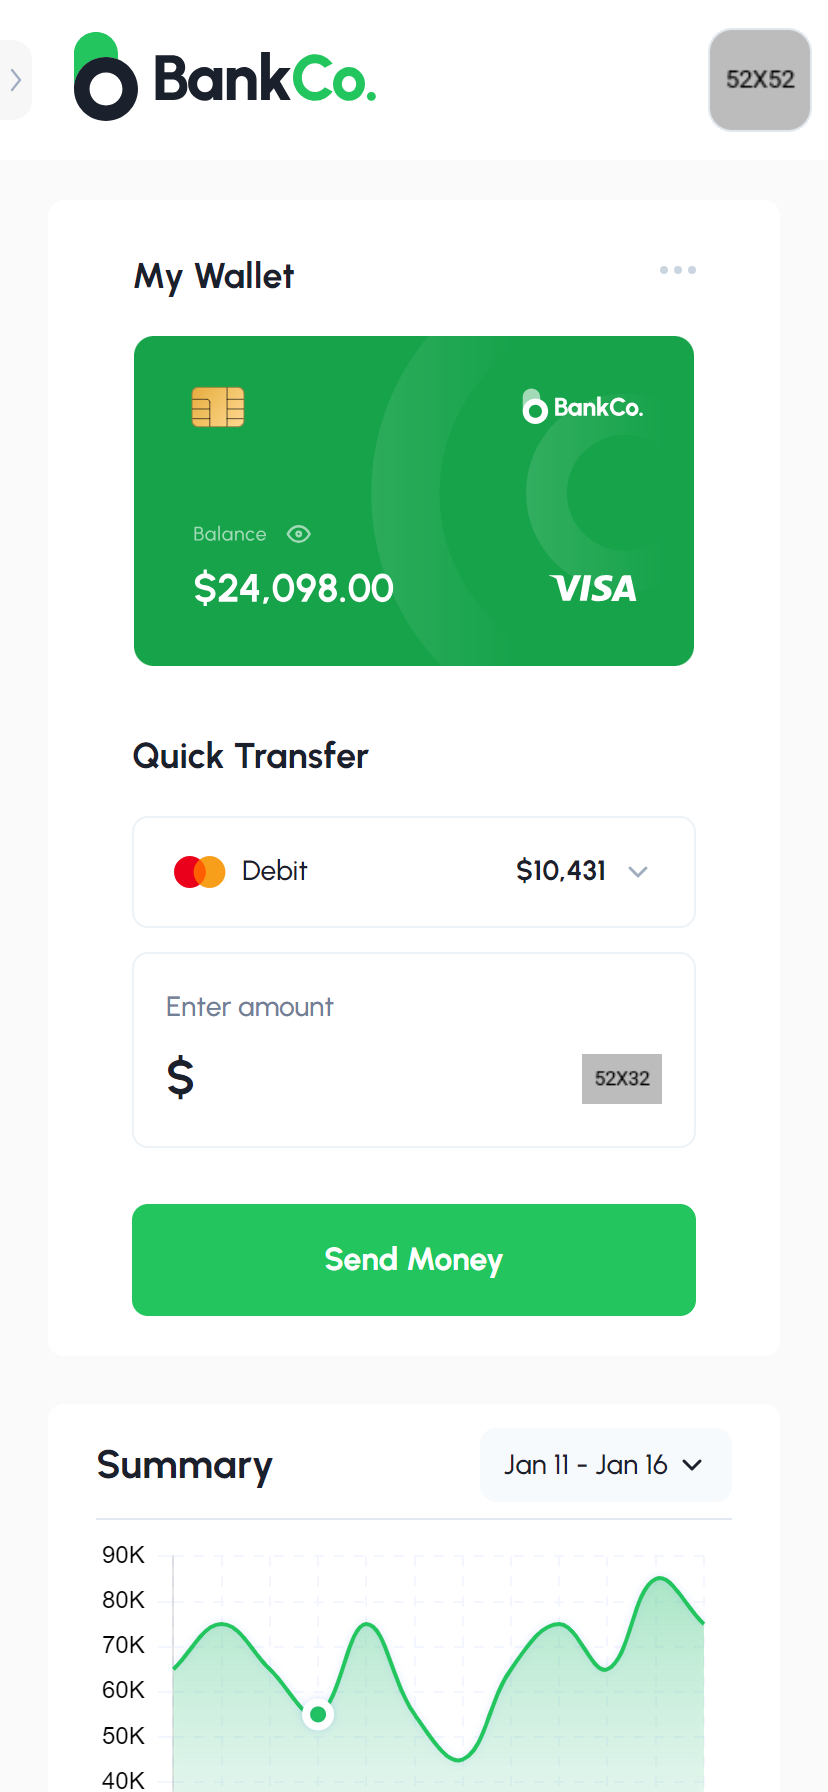 BankCo.
52X52
My Wallet
BankCo.
Balance
$24,098.00
VISA
Quick Transfer
Debit
$10,431
Enter amount
$
52X32
Send Money
Summary
Jan 11 - Jan 16
90K
80K
70K
60K
50K
40K